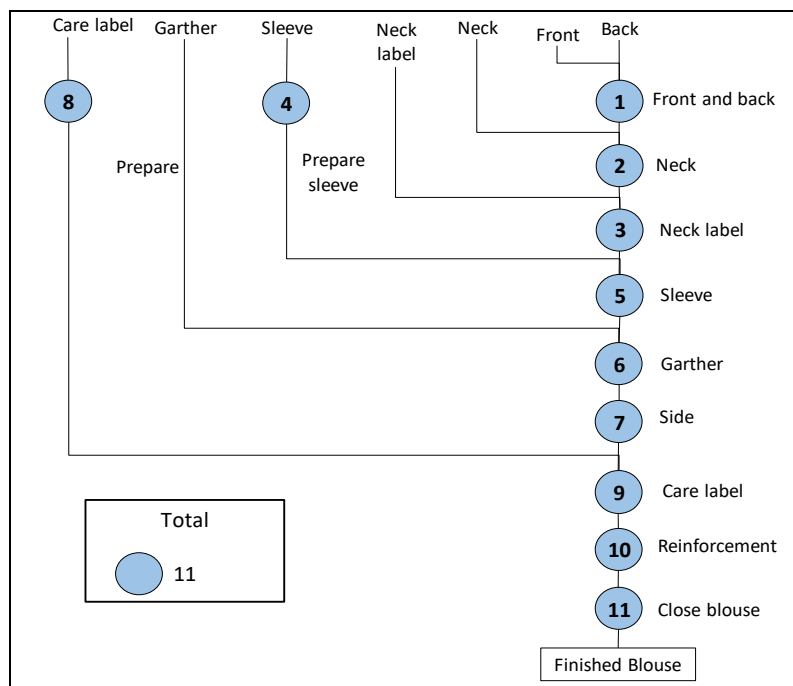 Care label
Garther
Sleeve
Neck
label
Neck
Front
Back
8
4
1
Front and back
Prepare
Prepare
sleeve
2
Neck
3
Neck label
5
Sleeve
6
Garther
7
Side
9
Care label
10
Reinforcement
11
Close blouse
Total
11
Finished Blouse